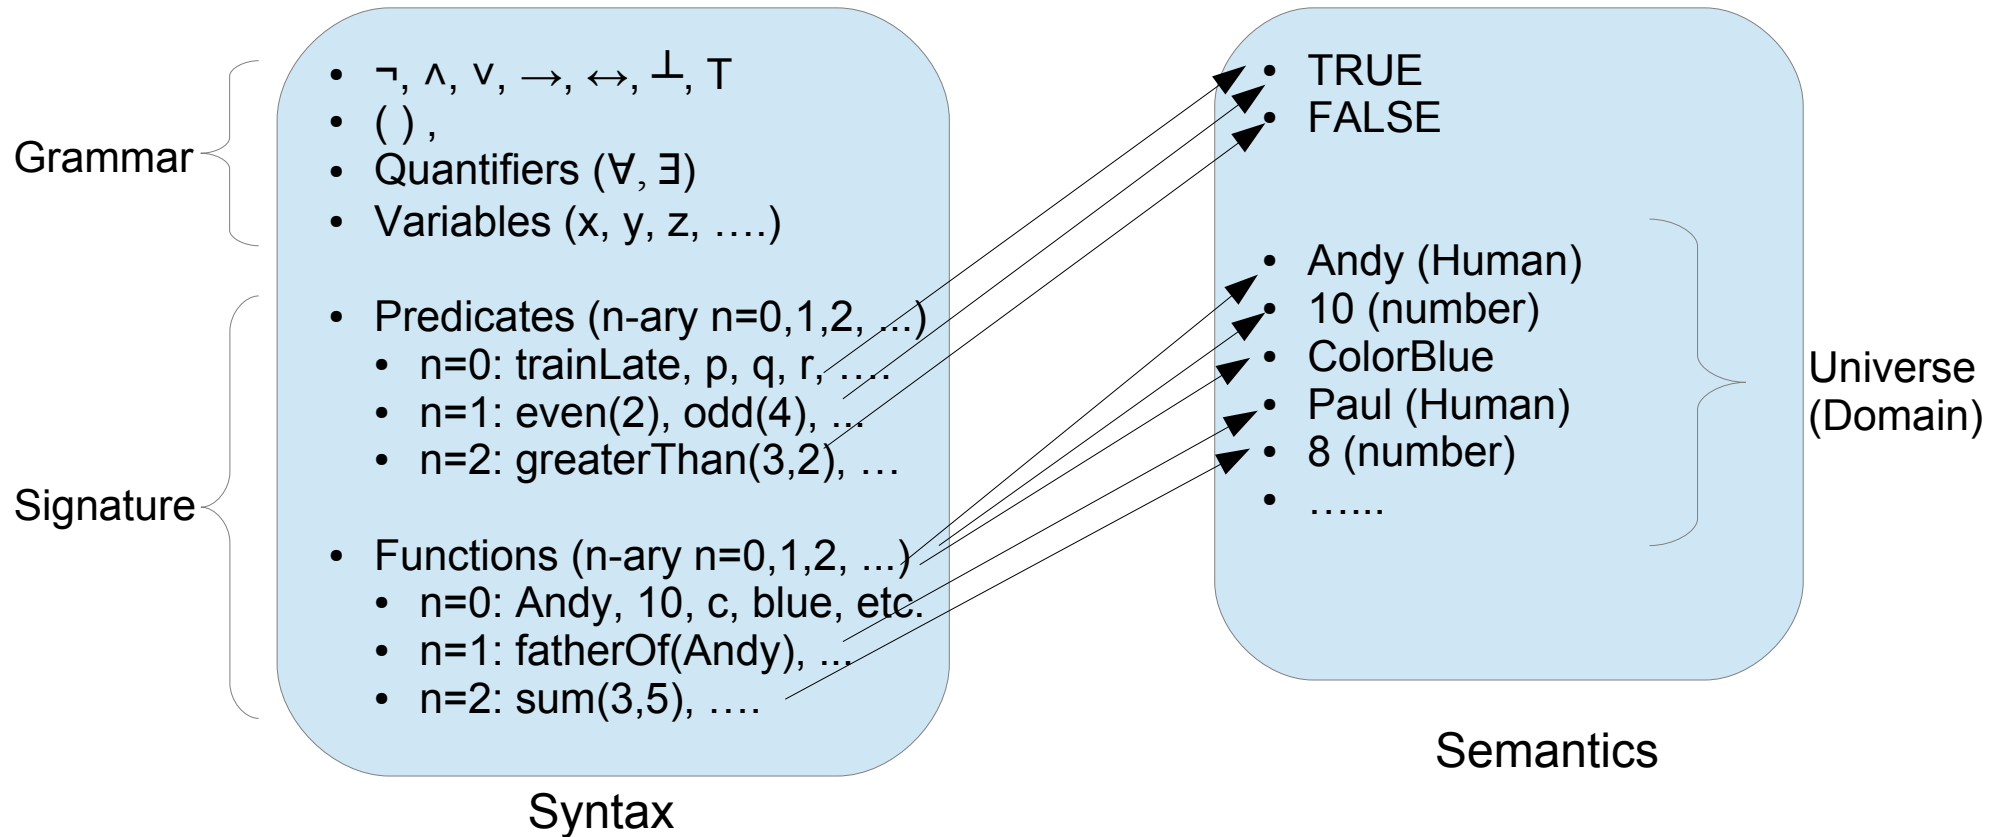 Grammar
Signature
• ¬, ∧, ∨, →, ↔, ┴, T
• ( ) ,
• Quantifiers (∀, ∃)
• Variables (x, y, z, ….)
• Predicates (n-ary n=0,1,2, ...)
• n=0: trainLate, p, q, r, ….
• n=1: even(2), odd(4), ...
• n=2: greaterThan(3,2), …
• Functions (n-ary n=0,1,2, ...)
• n=0: Andy, 10, c, blue, etc.
• n=1: fatherOf(Andy), ...
• n=2: sum(3,5), ….
Syntax
• TRUE
• FALSE
• Andy (Human)
• 10 (number)
• ColorBlue
• Paul (Human)
• 8 (number)
• …...
Semantics
Universe
(Domain)